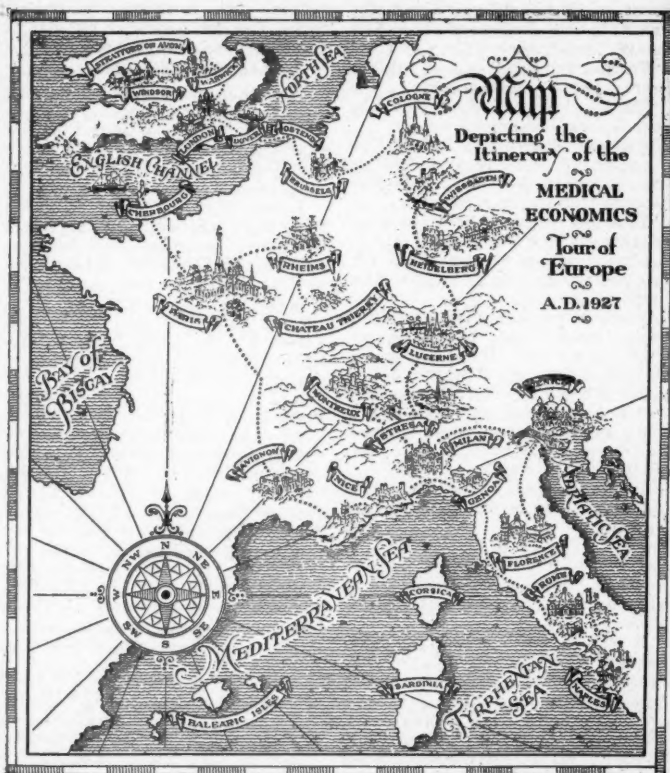 Map
Depicting the
Itinerary of the
MEDICAL
ECONOMICS
Tour of
Europe
A.D. 1927
STRATFORD ON AVON
WARWICK
WINDSOR
LONDON
DOVER
OSTEND
NORTH SEA
ENGLISH CHANNEL
CHERBOURG
BRUSSELS
COLOGNE
WIESBADEN
HEIDELBERG
RHEIMS
CHATEAU THIERRY
PARIS
LUCERNE
MONTREUX
STRESA
MILAN
VENICE
AVIGNON
NICE
GENOA
FLORENCE
ROME
NAPLES
BAY OF
BISCAY
ADRIATIC SEA
MEDITERRANEAN SEA
CORSICA
SARDINIA
TYRRHENIAN
SEA
BALEARIC ISLES
N
NE
E
SE
S
SW
W
NW